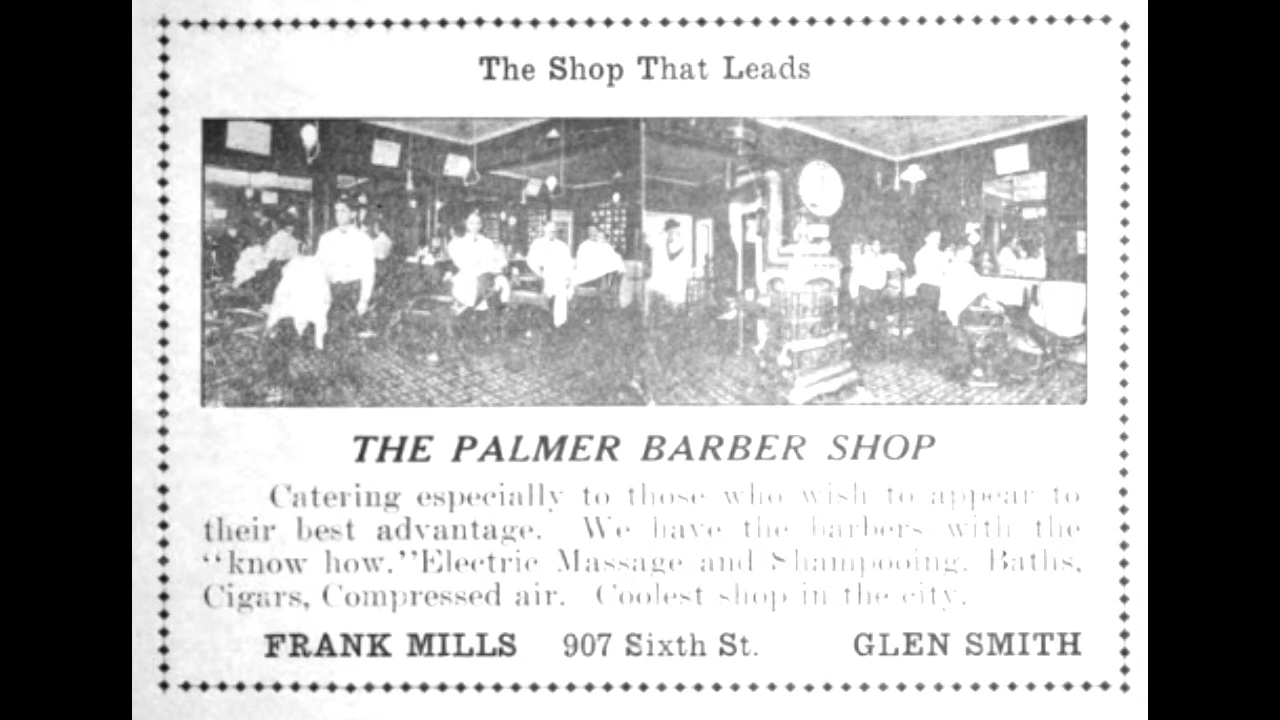 The Shop That Leads
THE PALMER BARBER SHOP
Catering especially to those who wish to appear to
their best advantage. We have the barbers with the
“know how.”Electric Massage and Shampooing. Baths,
Cigars, Compressed air. Coolest shop in the city.
FRANK MILLS 907 Sixth St. GLEN SMITH